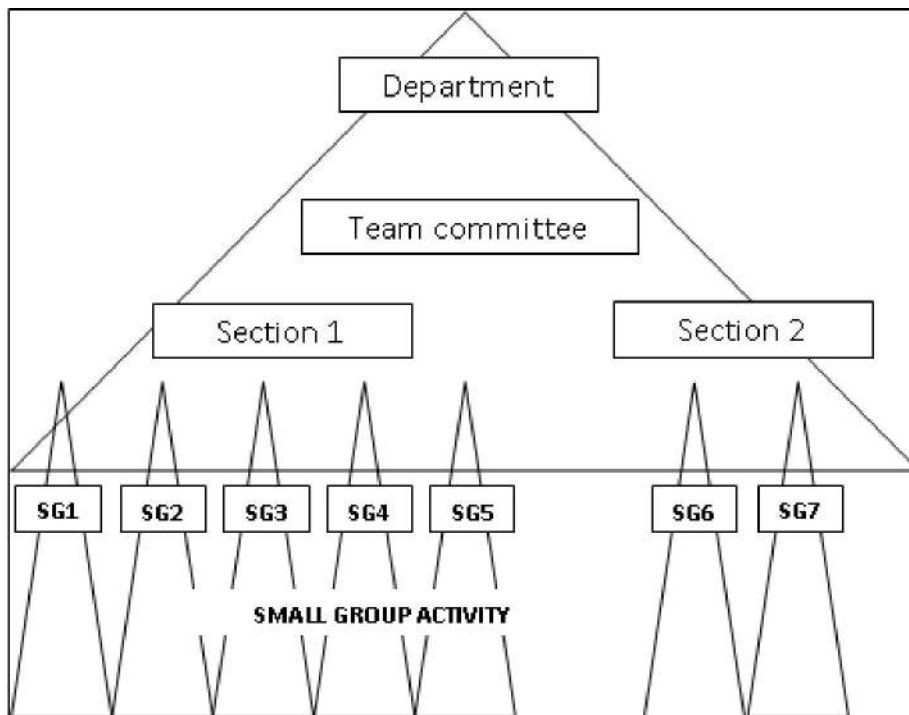 Department
Team committee
Section 1
Section 2
SG1
SG2
SG3
SG4
SG5
SG6
SG7
SMALL GROUP ACTIVITY